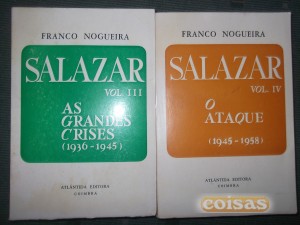 FRANCO NOGUEIRA
SALAZAR
VOL. III
AS
GRANDES
CRISES
(1936-1945)
ATLÂNTIDA EDITORA
COIMBRA
FRANCO NOGUEIRA
SALAZAR
VOL. IV
O
ATAQUE
(1945-1958)
ATLÂNTIDA EDITORA
COIMBRA
coisas